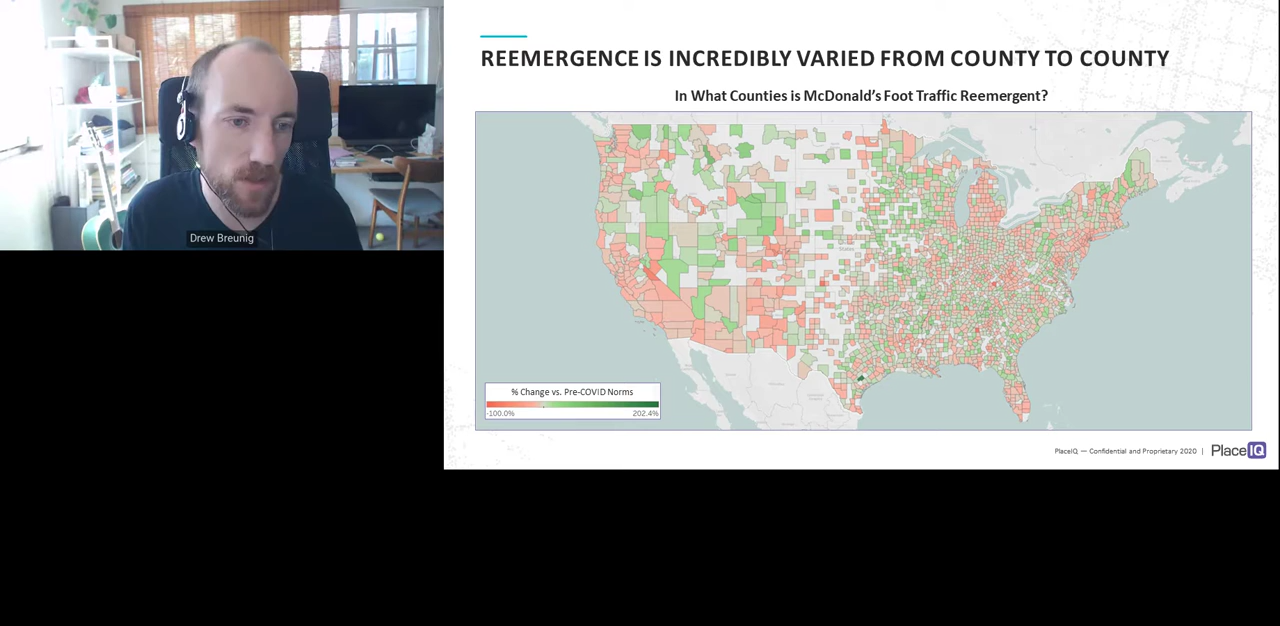 REEMERGENCE IS INCREDIBLY VARIED FROM COUNTY TO COUNTY
In What Counties is McDonald's Foot Traffic Reemergent?
Drew Breunig
% Change vs. Pre-COVID Norms
-100.0%
202.4%
PlaceIQ — Confidential and Proprietary 2020 |
PlaceIQ